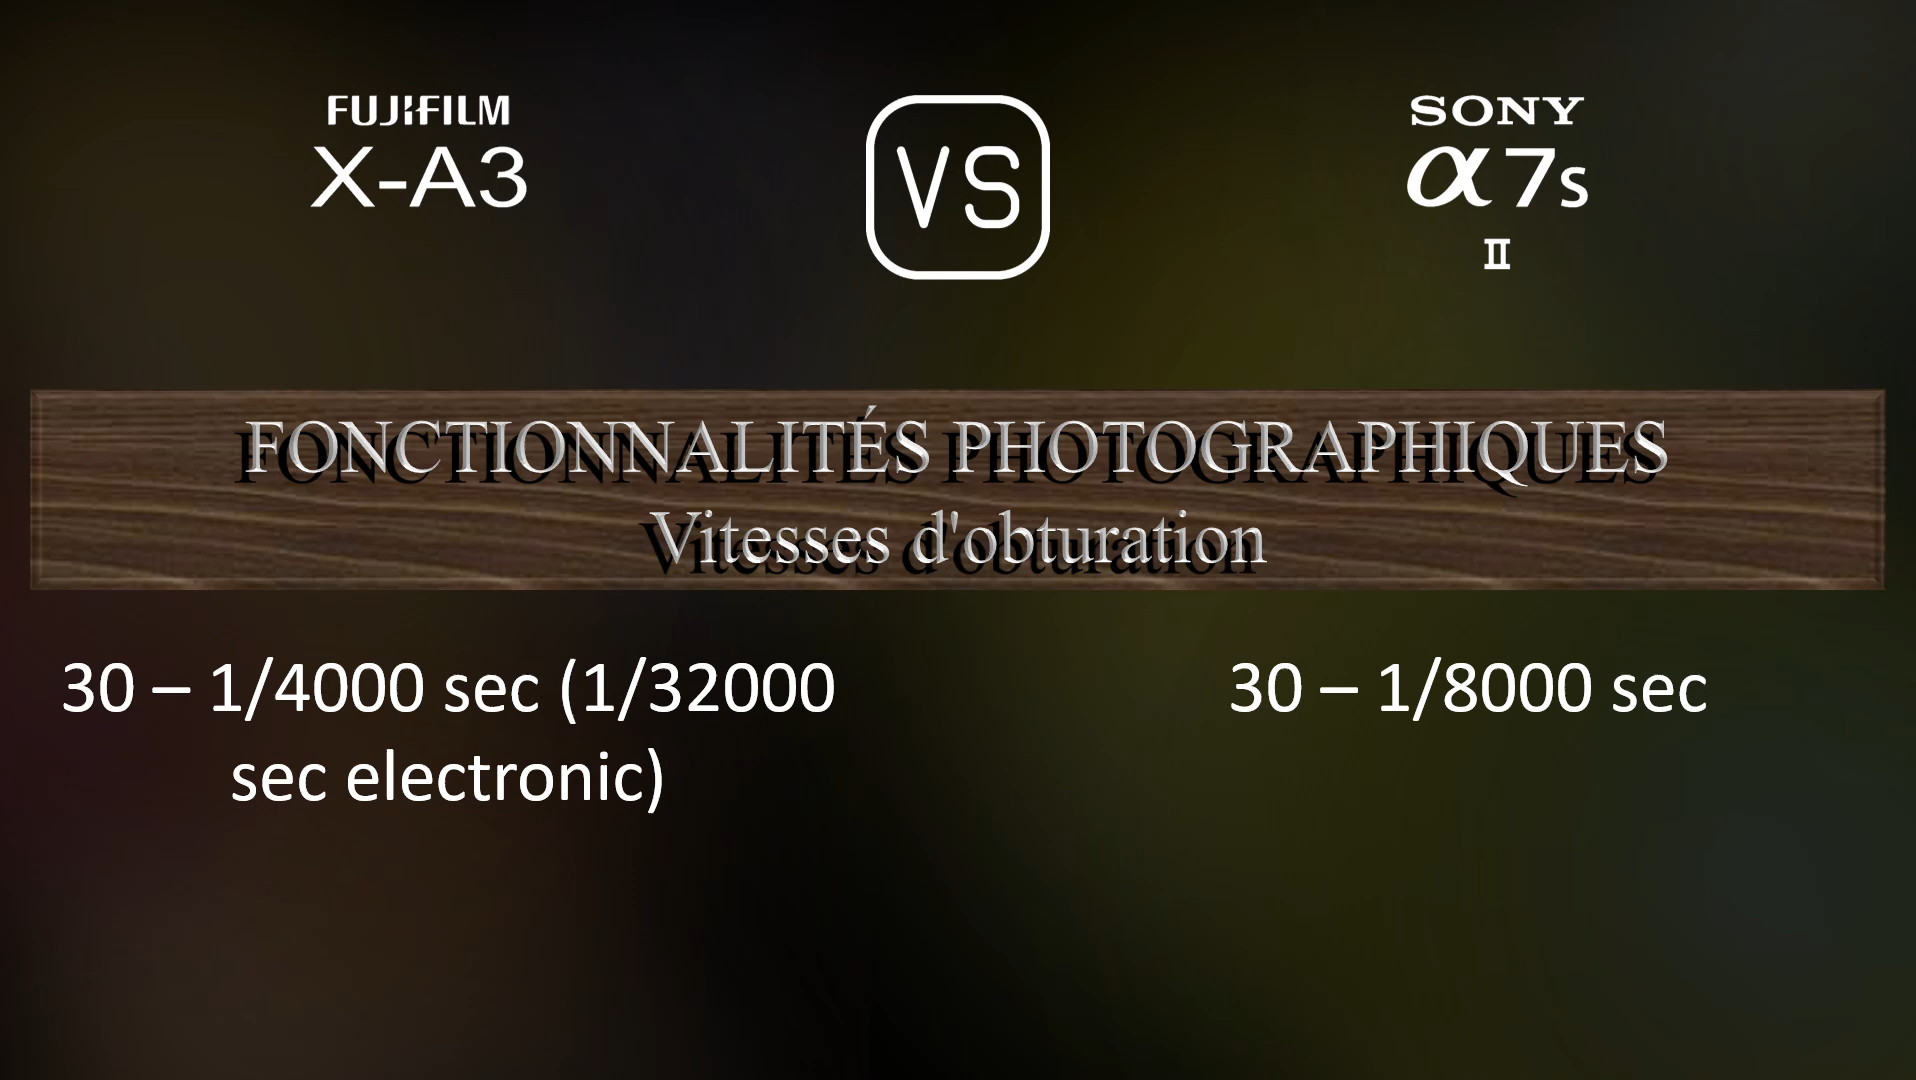 FUJIFILM
X-A3
VS
SONY
α7s
II
FONCTIONNALITÉS PHOTOGRAPHIQUES
Vitesses d'obturation
30 – 1/4000 sec (1/32000
sec electronic)
30 – 1/8000 sec